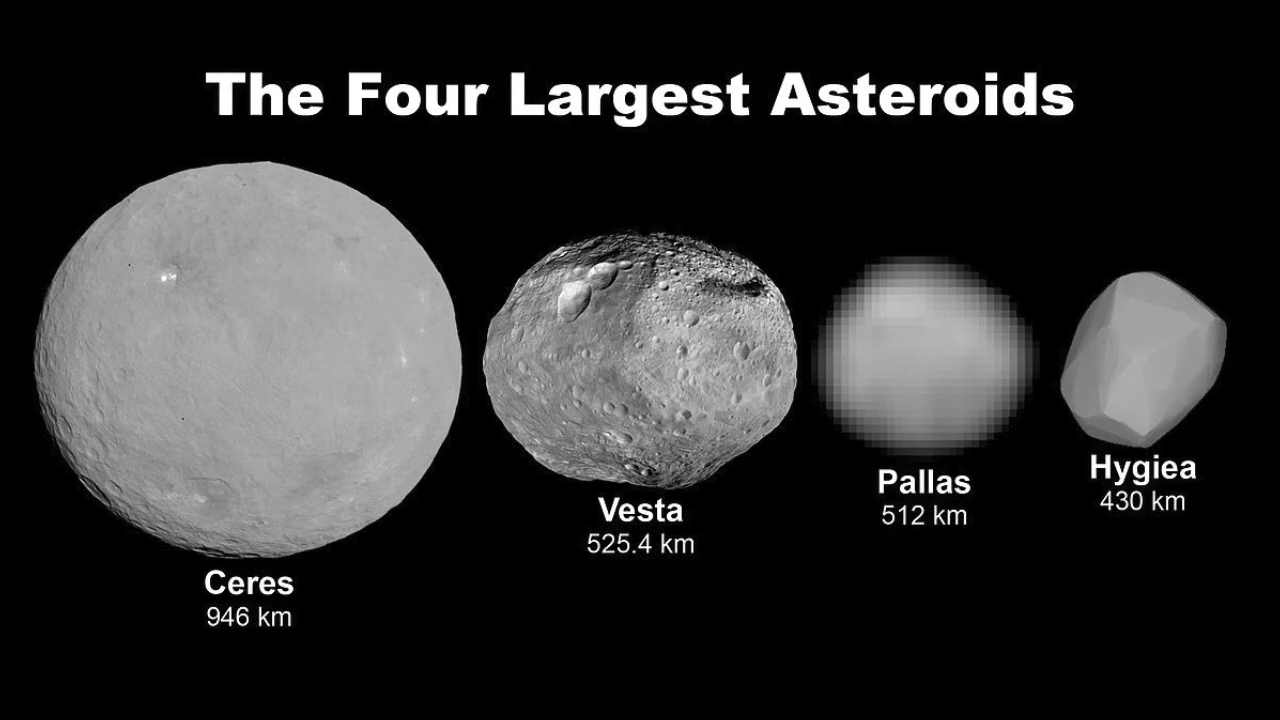 The Four Largest Asteroids
Ceres
946 km
Vesta
525.4 km
Pallas
512 km
Hygiea
430 km